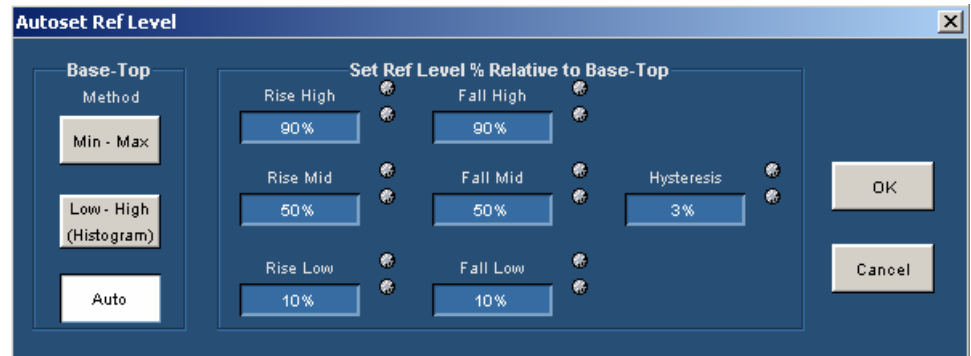 Autoset Ref Level
Base-Top
Method
Min - Max
Low - High
(Histogram)
Auto
Set Ref Level % Relative to Base-Top
Rise High
Fall High
90%
90%
Rise Mid
Fall Mid
Hysteresis
50%
50%
3%
Rise Low
Fall Low
10%
10%
OK
Cancel